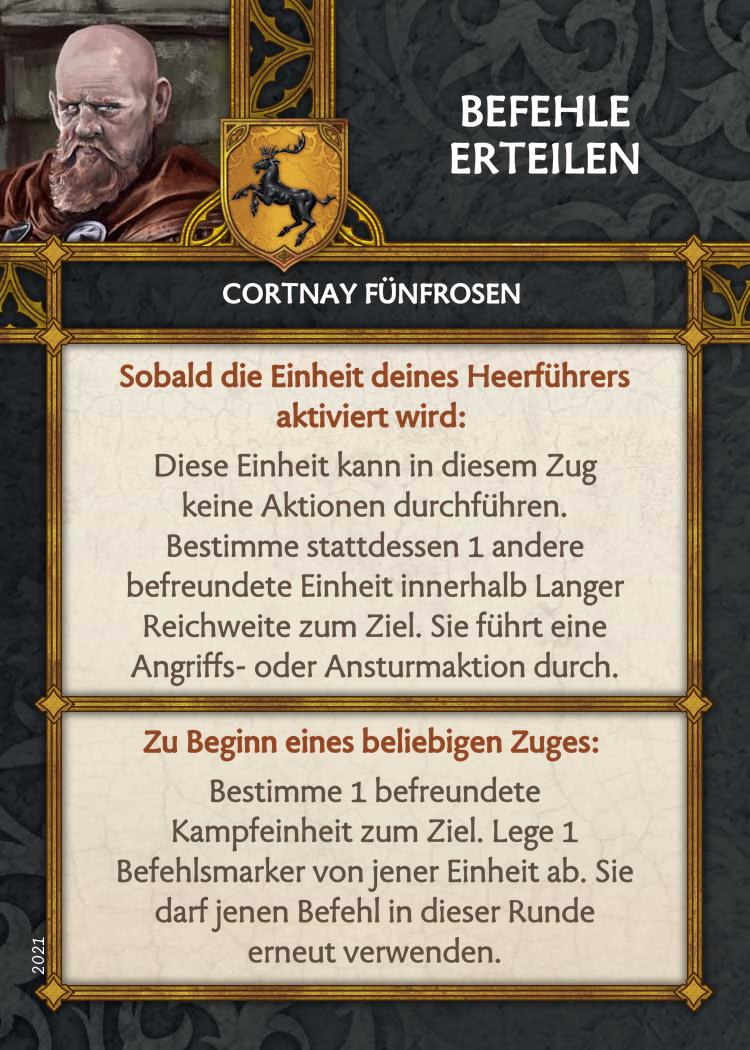 BEFEHLE
ERTEILEN
CORTNAY FÜNFROSEN
Sobald die Einheit deines Heerführers
aktiviert wird:
Diese Einheit kann in diesem Zug
keine Aktionen durchführen.
Bestimme stattdessen 1 andere
befreundete Einheit innerhalb Langer
Reichweite zum Ziel. Sie führt eine
Angriffs- oder Ansturmaktion durch.
Zu Beginn eines beliebigen Zuges:
Bestimme 1 befreundete
Kampfeinheit zum Ziel. Lege 1
Befehlsmarker von jener Einheit ab. Sie
darf jenen Befehl in dieser Runde
erneut verwenden.
2021